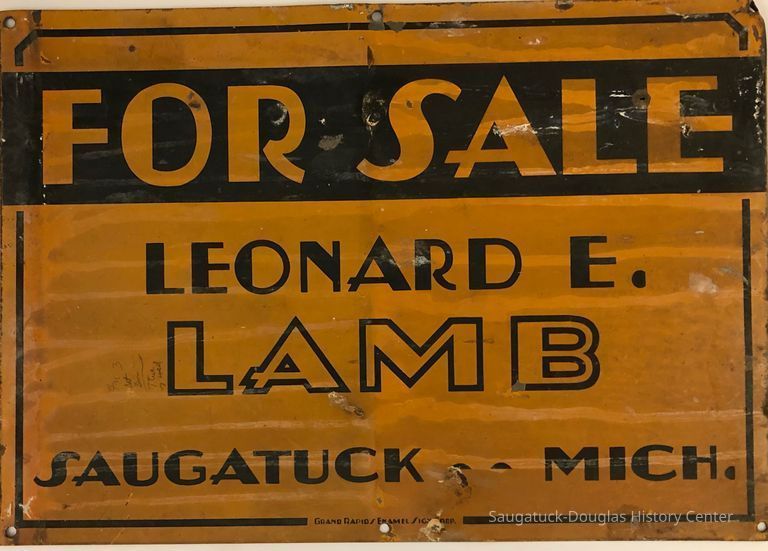 FOR SALE
LEONARD E.
LAMB
SAUGATUCK .. MICH.
GRAND RAPIDS ENAMEL SIGN CORP.
Saugatuck-Douglas History Center